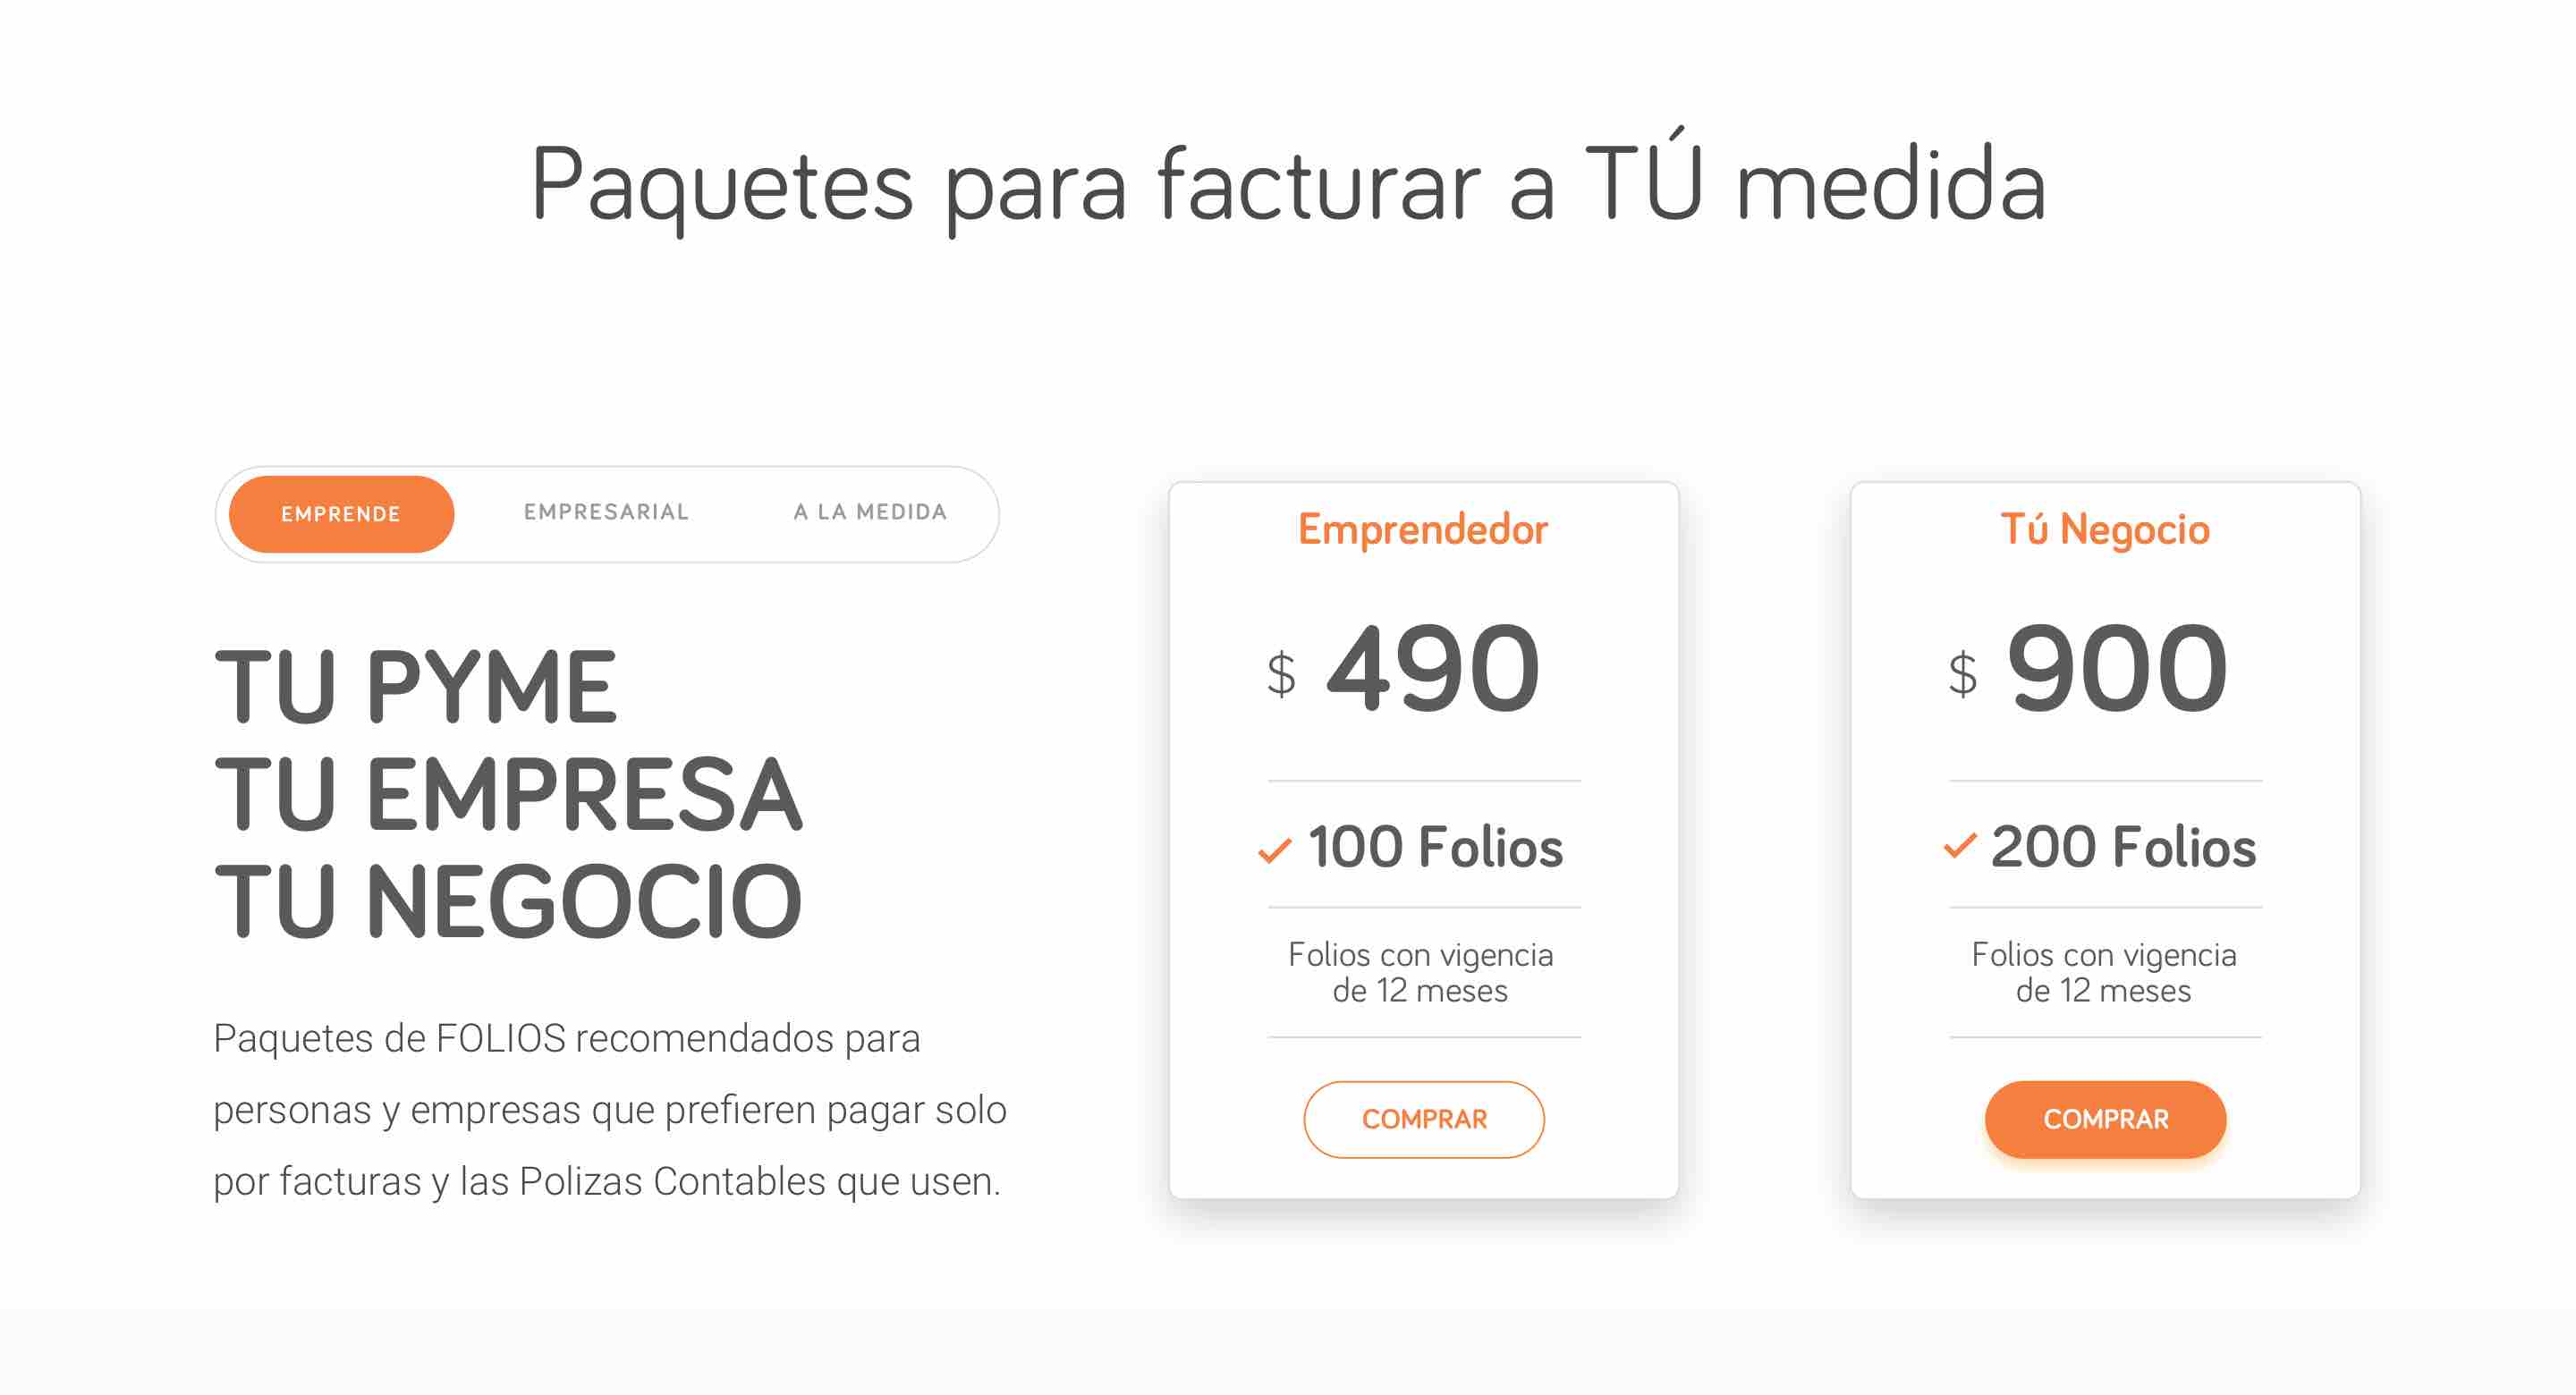 Paquetes para facturar a TÚ medida
EMPRENDE
EMPRESARIAL
A LA MEDIDA
TU PYME
TU EMPRESA
TU NEGOCIO
Paquetes de FOLIOS recomendados para
personas y empresas que prefieren pagar solo
por facturas y las Polizas Contables que usen.
Emprendedor
$ 490
100 Folios
Folios con vigencia
de 12 meses
COMPRAR
Tú Negocio
$ 900
200 Folios
Folios con vigencia
de 12 meses
COMPRAR